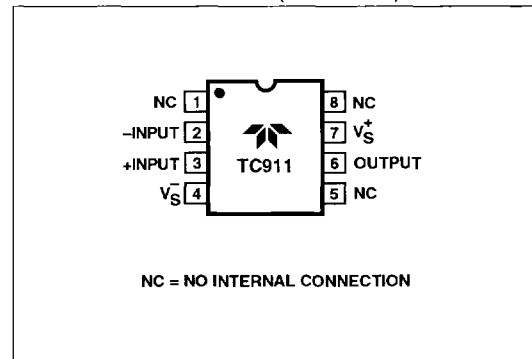 NC 1 8 NC
–INPUT 2 7 V+S
+INPUT 3 TC911 6 OUTPUT
V–S 4 5 NC
NC = NO INTERNAL CONNECTION